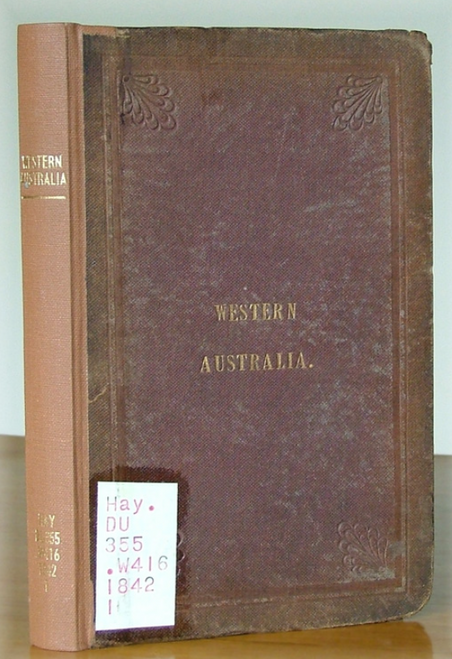 WESTERN
AUSTRALIA
WESTERN
AUSTRALIA.
Hay.
DU
355
.W416
1842